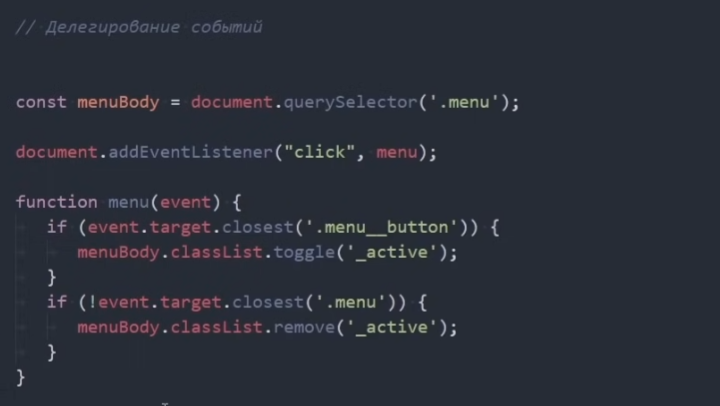 // Делегирование событий
const menuBody = document.querySelector('.menu');
document.addEventListener("click", menu);
function menu(event) {
if (event.target.closest('.menu__button')) {
menuBody.classList.toggle('_active');
}
if (!event.target.closest('.menu')) {
menuBody.classList.remove('_active');
}
}